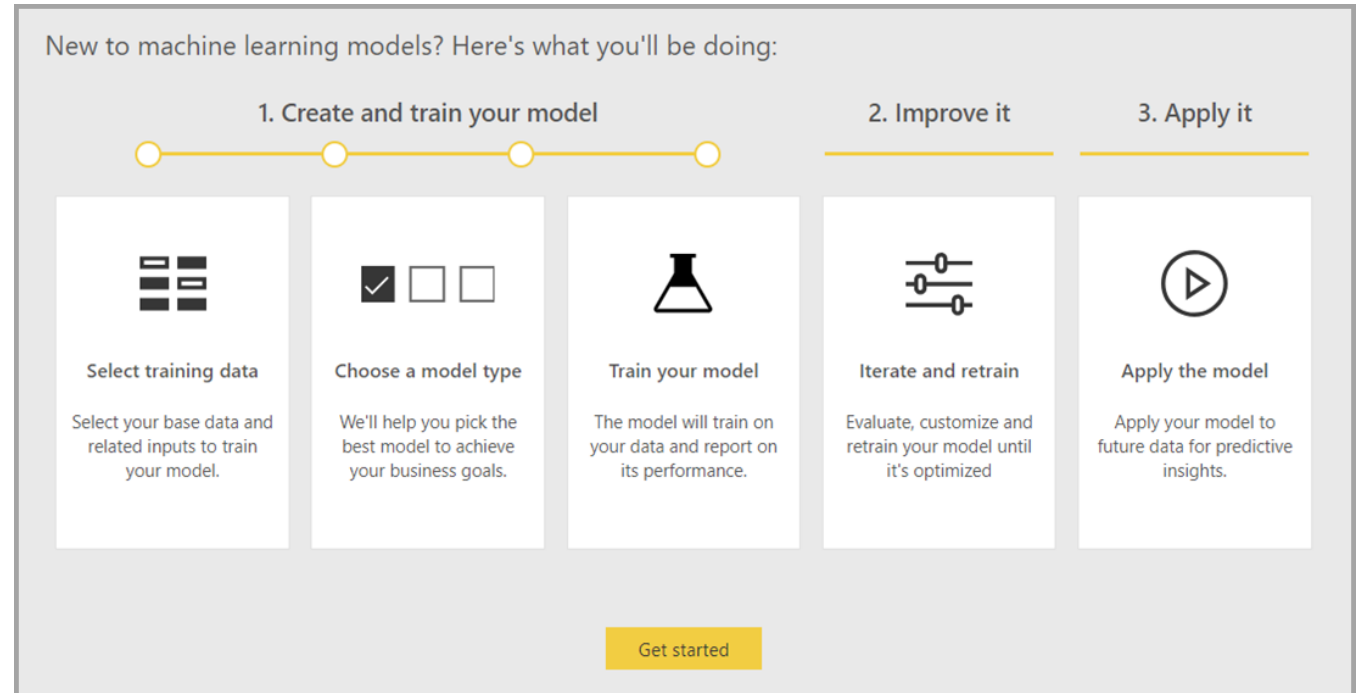 New to machine learning models? Here's what you'll be doing:
1. Create and train your model
2. Improve it
3. Apply it
Select training data
Select your base data and
related inputs to train
your model.
Choose a model type
We'll help you pick the
best model to achieve
your business goals.
Train your model
The model will train on
your data and report on
its performance.
Iterate and retrain
Evaluate, customize and
retrain your model until
it's optimized
Apply the model
Apply your model to
future data for predictive
insights.
Get started